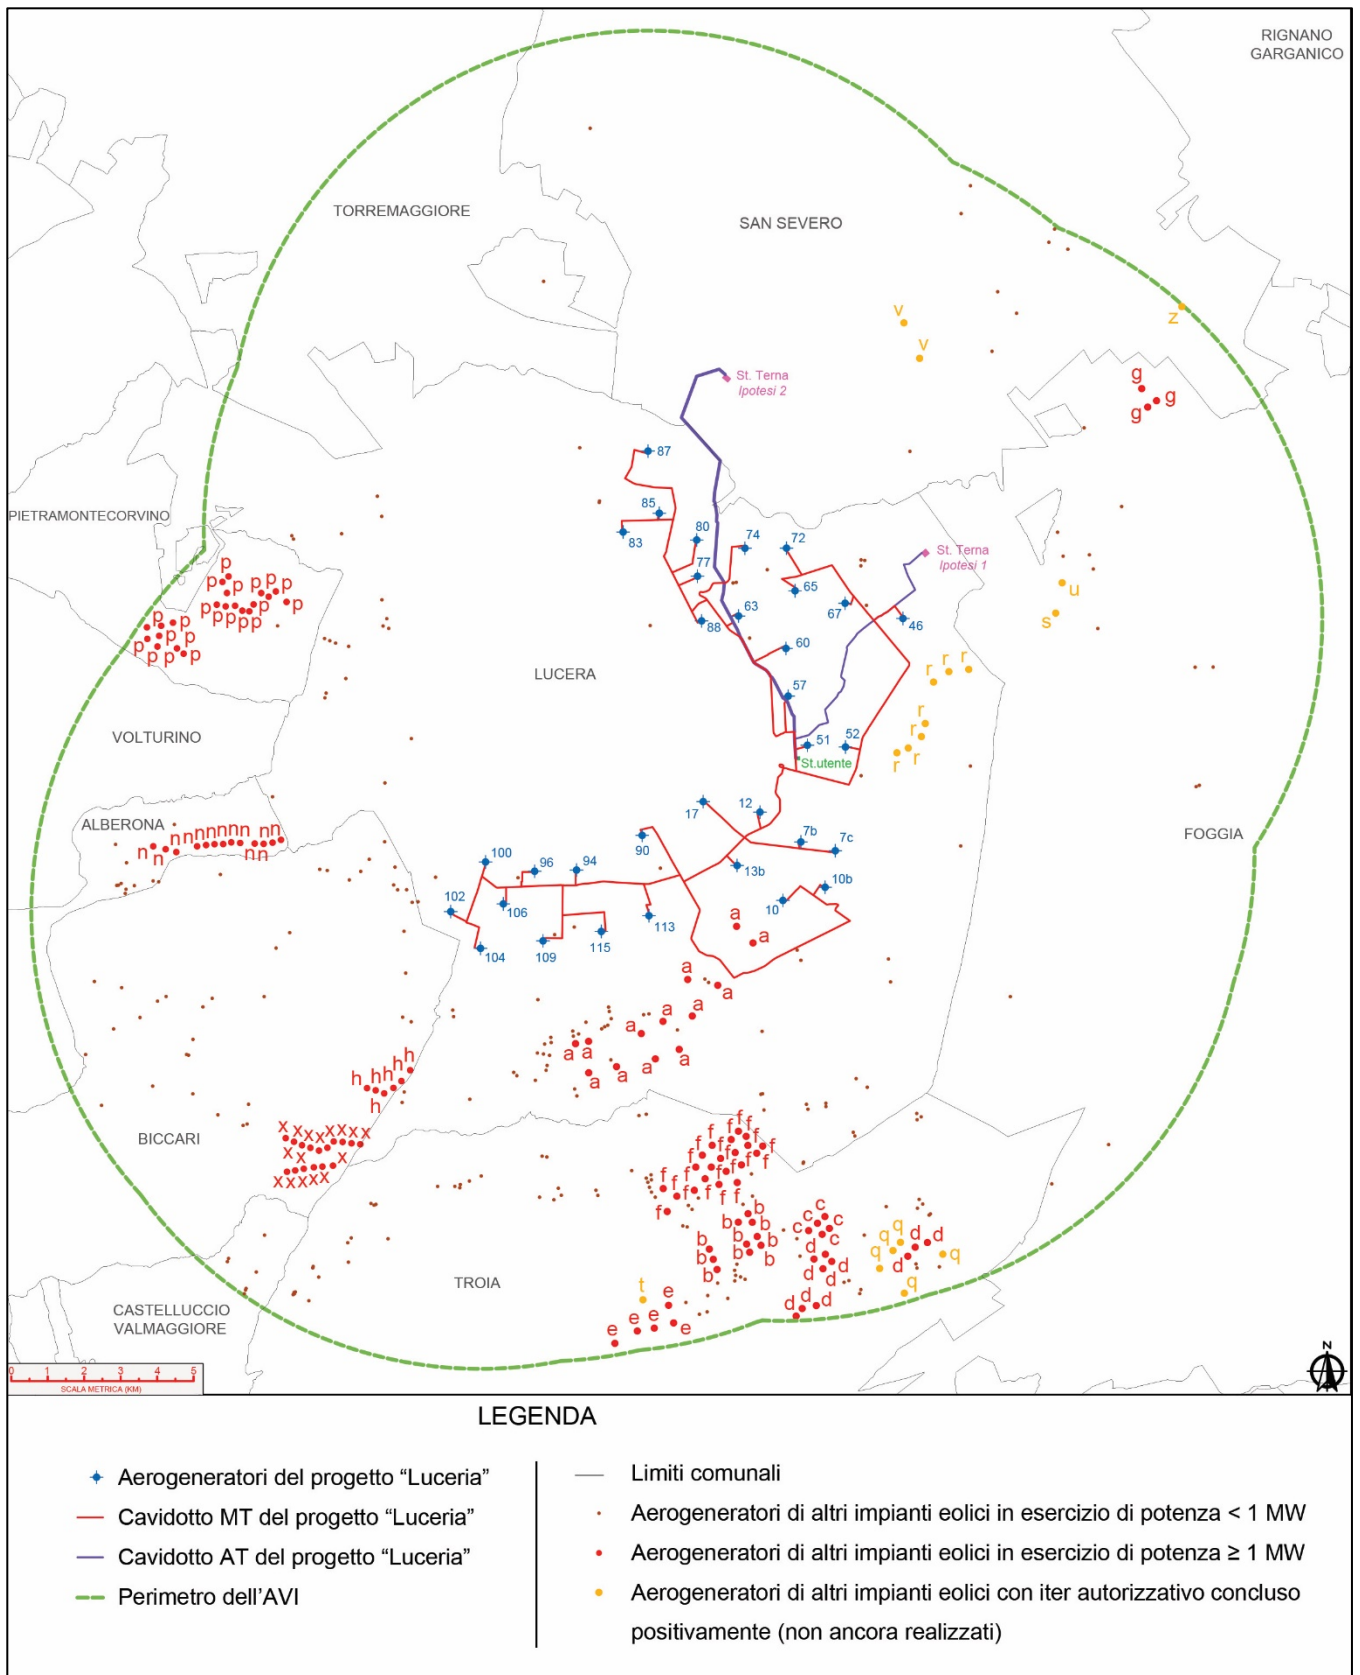 RIGNANO
GARGANICO
TORREMAGGIORE
SAN SEVERO
z
v
v
St. Terna
Ipotesi 2
g
g
g
87
85
83
80
74
72
PIETRAMONTECORVINO
St. Terna
Ipotesi 1
77
65
67
63
88
46
60
u
s
p
p p p p p
p p p p p p p
p p p p
p p p p p
LUCERA
r r r
57
r
r r r
51
52
St.utente
VOLTURINO
17
12
7b
7c
90
13b
10b
10
ALBERONA
n n n n n n n n n n
n n n n
FOGGIA
100
96
94
102
106
113
104
109
115
a
a
a
a
a
a
a
a
a
a
a
a
a
h h h h h
h
x x x x x x x x x
x x x
x x x x x
BICCARI
f f f f f f f
f f f f f f f
f f f f f f f
f
b b b b
b b b b
b b
c c c
c c
d d d
d d
d d d
d d d
q q q
q q
t
e
e e e
e
TROIA
CASTELLUCCIO
VALMAGGIORE
0 1 2 3 4 5
SCALA METRICA (KM)
N
LEGENDA
Aerogeneratori del progetto “Luceria”
Cavidotto MT del progetto “Luceria”
Cavidotto AT del progetto “Luceria”
Perimetro dell’AVI
Limiti comunali
Aerogeneratori di altri impianti eolici in esercizio di potenza < 1 MW
Aerogeneratori di altri impianti eolici in esercizio di potenza ≥ 1 MW
Aerogeneratori di altri impianti eolici con iter autorizzativo concluso
positivamente (non ancora realizzati)